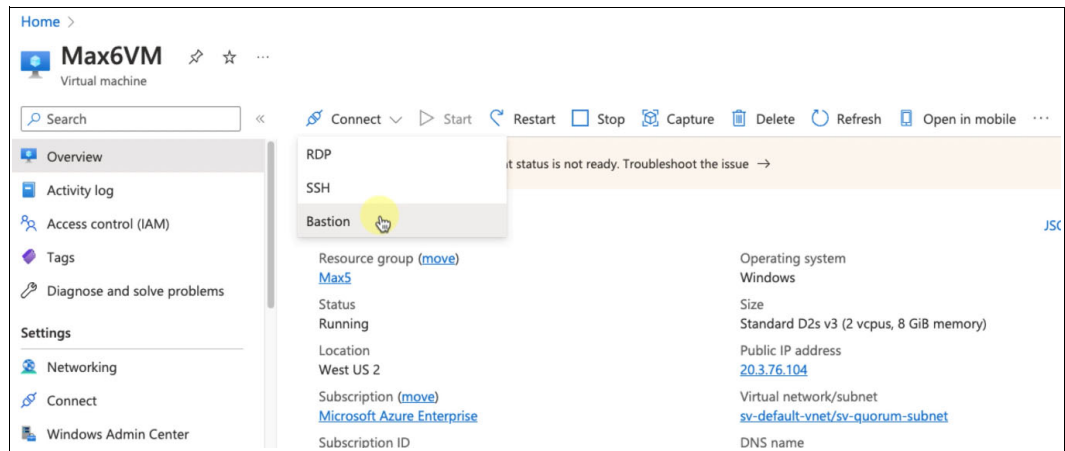 Home >
Max6VM
Virtual machine
Search
«
Connect
Start
Restart
Stop
Capture
Delete
Refresh
Open in mobile
...
Overview
Activity log
Access control (IAM)
Tags
Diagnose and solve problems
Settings
Networking
Connect
Windows Admin Center
RDP
SSH
Bastion
status is not ready. Troubleshoot the issue →
Resource group (move)
Max5
Status
Running
Location
West US 2
Subscription (move)
Microsoft Azure Enterprise
Subscription ID
Operating system
Windows
Size
Standard D2s v3 (2 vcpus, 8 GiB memory)
Public IP address
20.3.76.104
Virtual network/subnet
sv-default-vnet/sv-quorum-subnet
DNS name